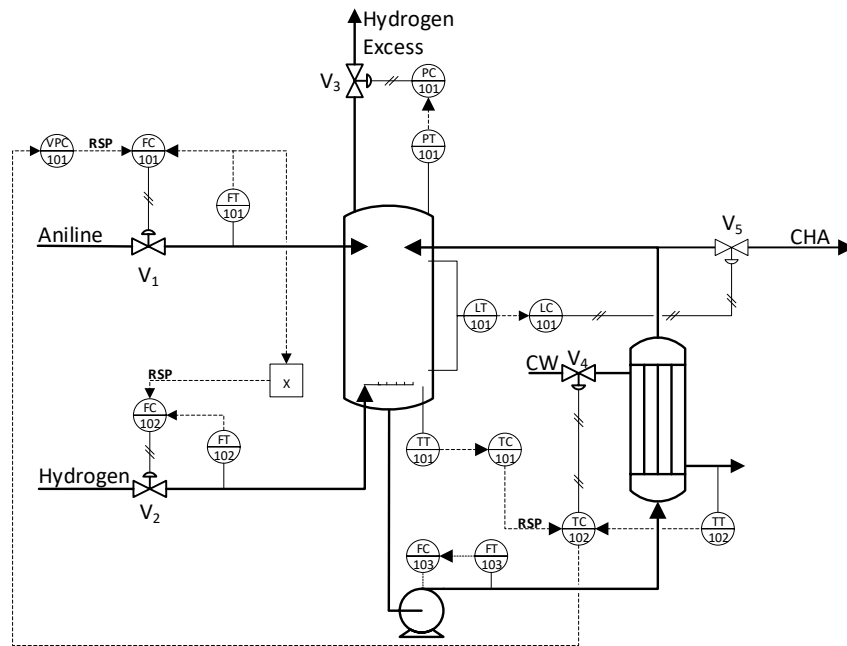 Hydrogen
Excess
V3
PC
101
PT
101
VPC
101
RSP
FC
101
FT
101
Aniline
V1
V5
CHA
LT
101
LC
101
CW
V4
X
RSP
FC
102
FT
102
TT
101
TC
101
Hydrogen
V2
RSP
TC
102
TT
102
FC
103
FT
103